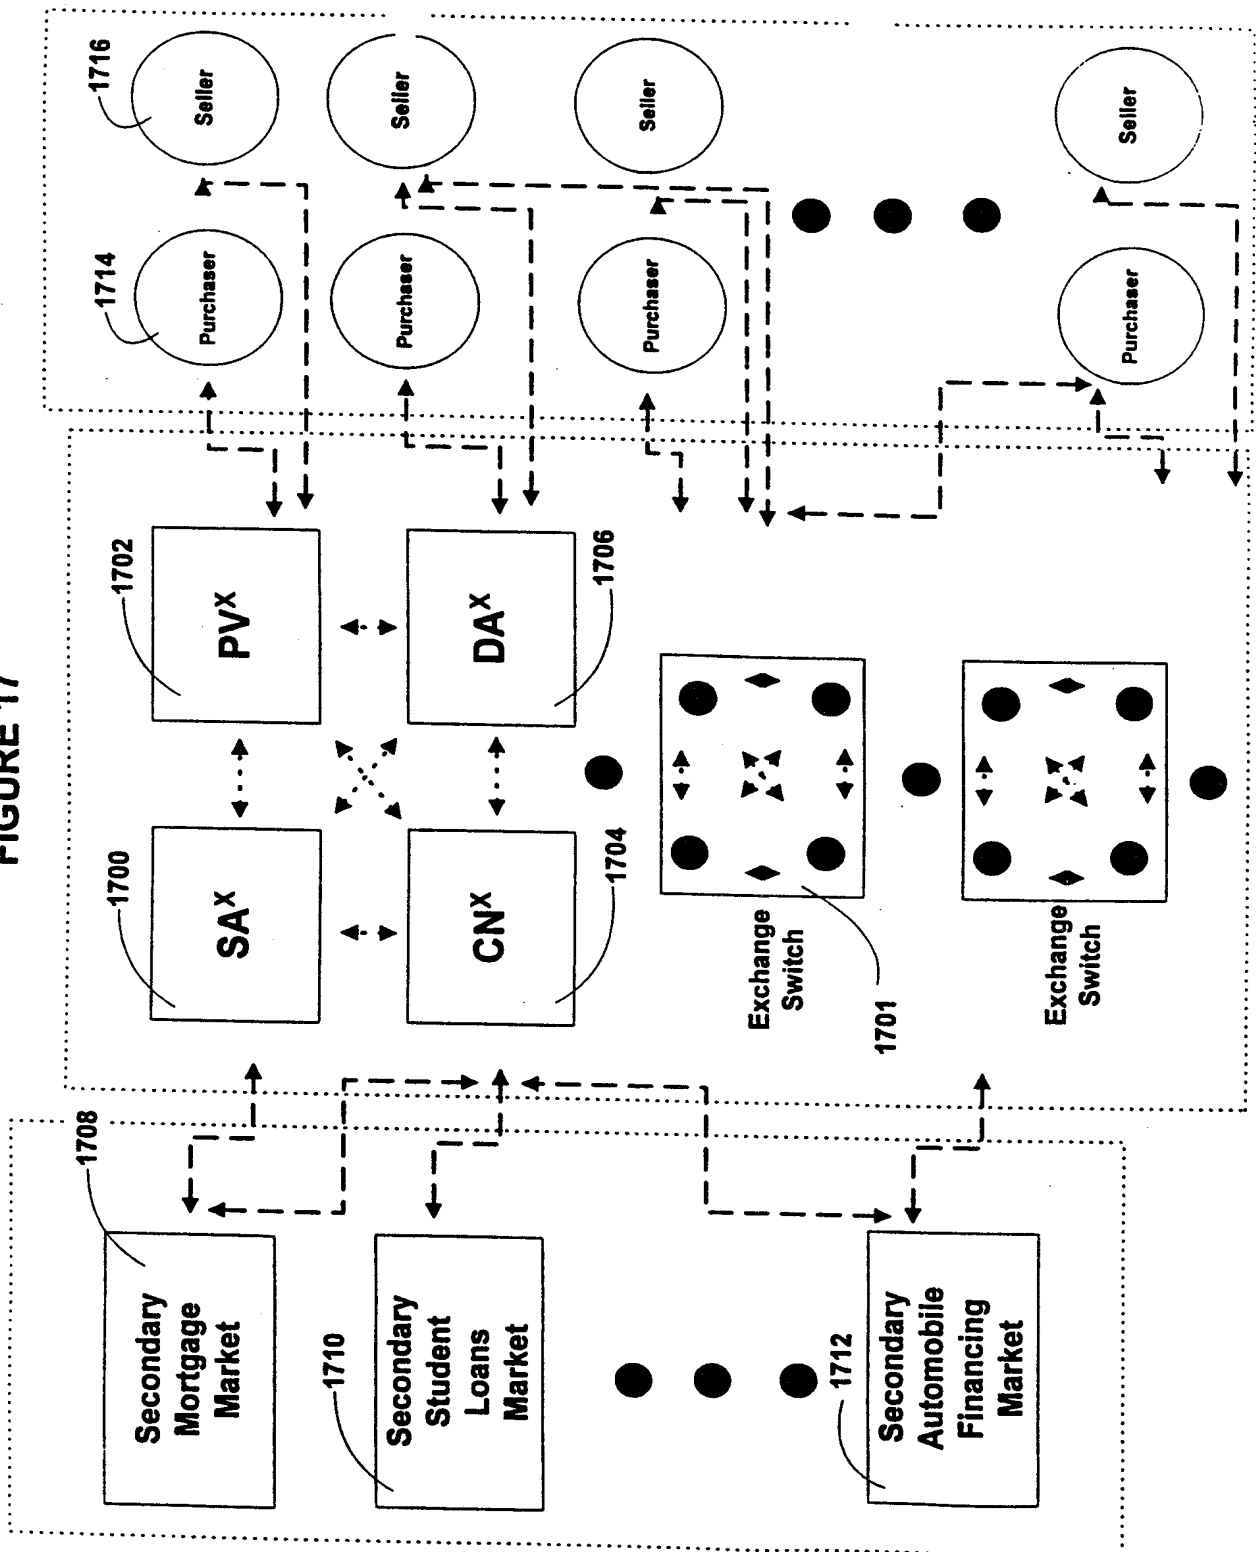 FIGURE 17
1708
Secondary
Mortgage
Market
1710
Secondary
Student
Loans
Market
1712
Secondary
Automobile
Financing
Market
1700
SAX
1702
PVX
1704
CNX
1706
DAX
Exchange
Switch
1701
Exchange
Switch
1714
Purchaser
1716
Seller
Purchaser
Seller
Purchaser
Seller
Purchaser
Seller